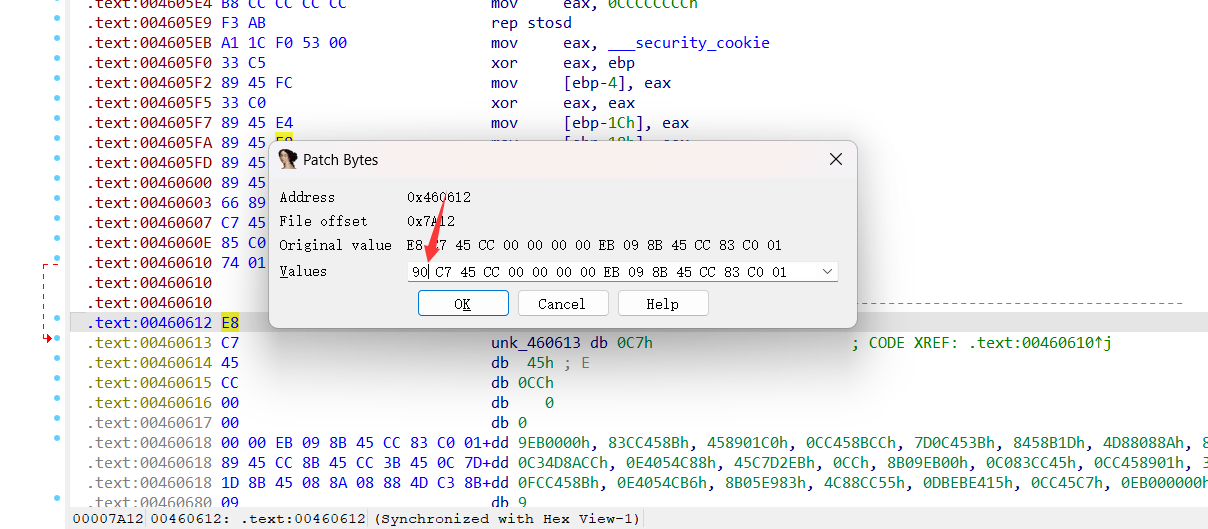 .text:004605E4 B8 CC CC CC CC mov eax, 0CCCCCCCCh
.text:004605E9 F3 AB rep stosd
.text:004605EB A1 1C F0 53 00 mov eax, ___security_cookie
.text:004605F0 33 C5 xor eax, ebp
.text:004605F2 89 45 FC mov [ebp-4], eax
.text:004605F5 33 C0 xor eax, eax
.text:004605F7 89 45 E4 mov [ebp-1Ch], eax
.text:004605FA 89 45
.text:004605FD 89 45
.text:00460600 89 45
.text:00460603 66 89
.text:00460607 C7 45
.text:0046060E 85 C0
.text:00460610 74 01
.text:00460610
.text:00460610
Patch Bytes
Address 0x460612
File offset 0x7A12
Original value E8 C7 45 CC 00 00 00 00 EB 09 8B 45 CC 83 C0 01
Values 90 C7 45 CC 00 00 00 00 EB 09 8B 45 CC 83 C0 01
OK Cancel Help
.text:00460612 E8
.text:00460613 C7 unk_460613 db 0C7h ; CODE XREF: .text:00460610↑j
.text:00460614 45 db 45h ; E
.text:00460615 CC db 0CCh
.text:00460616 00 db 0
.text:00460617 00 db 0
.text:00460618 00 00 EB 09 8B 45 CC 83 C0 01+dd 9EB0000h, 83CC458Bh, 458901C0h, 0CC458BCCh, 7D0C453Bh, 8458B1Dh, 4D88088Ah, 8
.text:00460618 89 45 CC 8B 45 CC 3B 45 0C 7D+dd 0C34D8ACCh, 0E4054C88h, 45C7D2EBh, 0CCh, 8B09EB00h, 0C083CC45h, 0CC458901h, 3
.text:00460618 1D 8B 45 08 8A 08 88 4D C3 8B+dd 0FCC458Bh, 0E4054CB6h, 8B05E983h, 4C88CC55h, 0DBEBE415h, 0CC45C7h, 0EB000000h
.text:00460680 09 db 9
00007A12 00460612: .text:00460612 (Synchronized with Hex View-1)